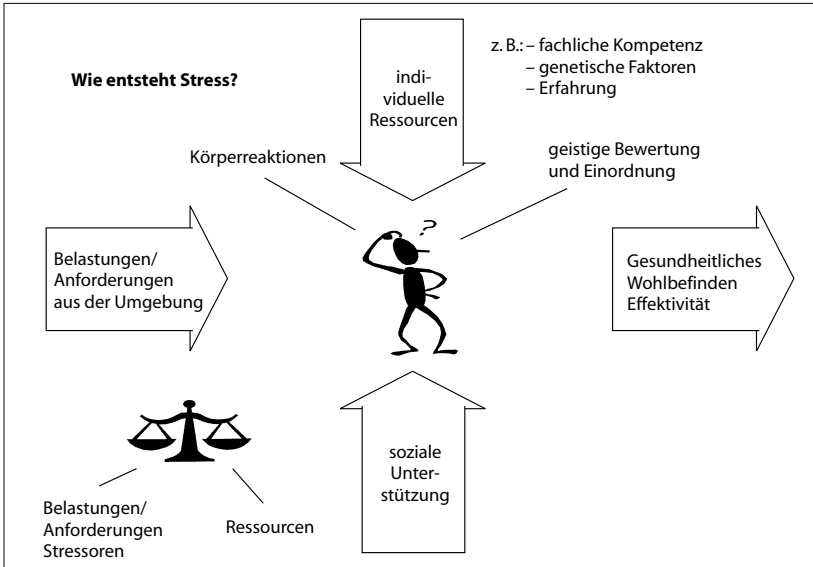 Wie entsteht Stress?
indi-
viduelle
Ressourcen
z. B.: – fachliche Kompetenz
– genetische Faktoren
– Erfahrung
Körperreaktionen
geistige Bewertung
und Einordnung
?
Belastungen/
Anforderungen
aus der Umgebung
Gesundheitliches
Wohlbefinden
Effektivität
soziale
Unter-
stützung
Belastungen/
Anforderungen
Stressoren
Ressourcen